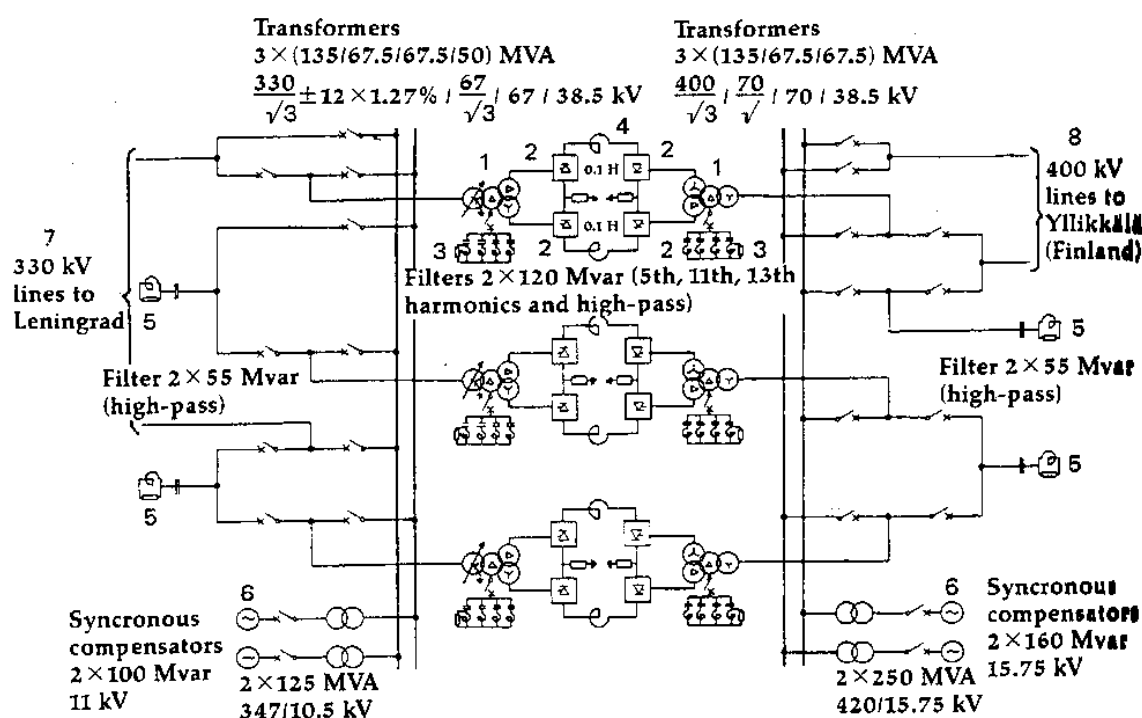 Transformers
3×(135/67.5/67.5/50) MVA
330/√3 ±12×1.27% / 67/√3 / 67 / 38.5 kV
Transformers
3×(135/67.5/67.5) MVA
400/√3 / 70/√ / 70 / 38.5 kV
4
1
2
2
1
0.1 H
0.1 H
3
2
2
3
Filters 2×120 Mvar (5th, 11th, 13th
harmonics and high-pass)
7
330 kV
lines to
Leningrad
5
Filter 2×55 Mvar
(high-pass)
5
8
400 kV
lines to
Yllikkälä
(Finland)
5
Filter 2×55 Mvar
(high-pass)
5
6
Syncronous
compensators
2×100 Mvar
11 kV
2×125 MVA
347/10.5 kV
6
Syncronous
compensators
2×160 Mvar
15.75 kV
2×250 MVA
420/15.75 kV